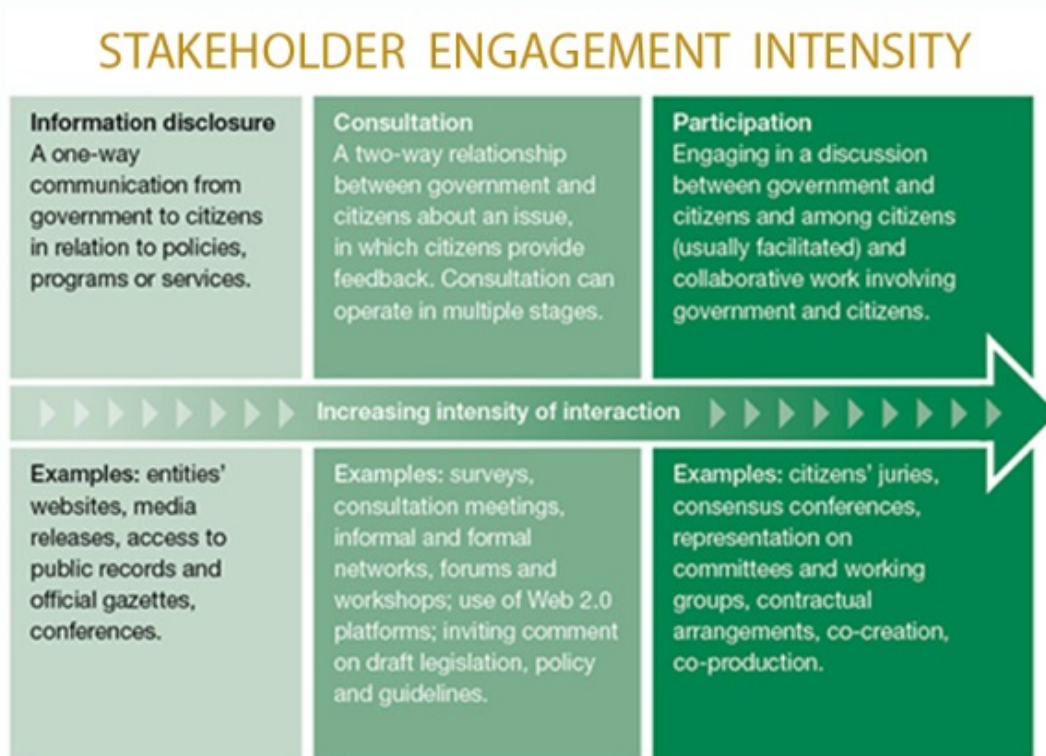 STAKEHOLDER ENGAGEMENT INTENSITY
Information disclosure
A one-way
communication from
government to citizens
in relation to policies,
programs or services.
Consultation
A two-way relationship
between government and
citizens about an issue,
in which citizens provide
feedback. Consultation can
operate in multiple stages.
Participation
Engaging in a discussion
between government and
citizens and among citizens
(usually facilitated) and
collaborative work involving
government and citizens.
Increasing intensity of interaction
Examples: entities'
websites, media
releases, access to
public records and
official gazettes,
conferences.
Examples: surveys,
consultation meetings,
informal and formal
networks, forums and
workshops; use of Web 2.0
platforms; inviting comment
on draft legislation, policy
and guidelines.
Examples: citizens' juries,
consensus conferences,
representation on
committees and working
groups, contractual
arrangements, co-creation,
co-production.